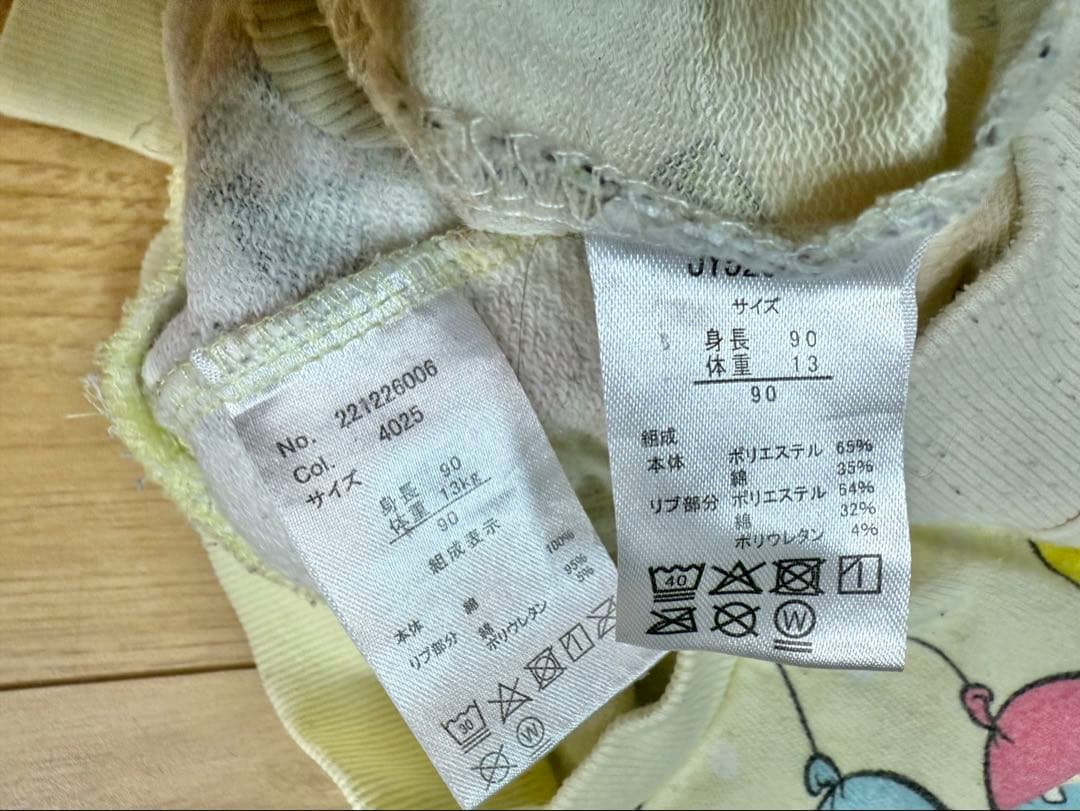 No. 221226006
Col. 4025
サイズ
身長 90
体重 13kg
90
組成表示
本体 綿 100%
リブ部分 綿 95%
ポリウレタン 5%
30
W
サイズ
身長 90
体重 13
90
組成
本体 ポリエステル 65%
綿 35%
リブ部分 ポリエステル 64%
綿 32%
ポリウレタン 4%
40
W